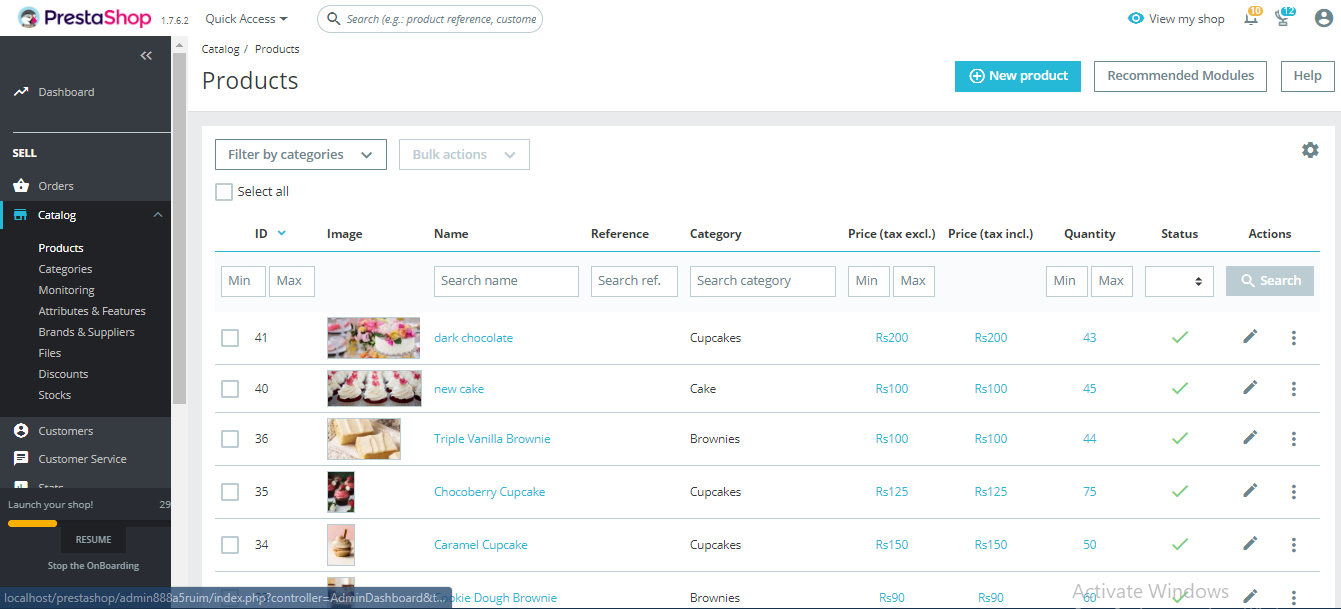 PrestaShop 1.7.6.2 Quick Access Search (e.g.: product reference, custome View my shop 10 12
Catalog / Products
Products
New product Recommended Modules Help
Dashboard
SELL
Orders
Catalog
Products
Categories
Monitoring
Attributes & Features
Brands & Suppliers
Files
Discounts
Stocks
Customers
Customer Service
Launch your shop! 29
RESUME
Stop the OnBoarding
Filter by categories Bulk actions
Select all
ID Image Name Reference Category Price (tax excl.) Price (tax incl.) Quantity Status Actions
Min Max Search name Search ref. Search category Min Max Min Max Search
41 dark chocolate Cupcakes Rs200 Rs200 43
40 new cake Cake Rs100 Rs100 45
36 Triple Vanilla Brownie Brownies Rs100 Rs100 44
35 Chocoberry Cupcake Cupcakes Rs125 Rs125 75
34 Caramel Cupcake Cupcakes Rs150 Rs150 50
Dough Brownie Brownies Rs90 Rs90 60
localhost/prestashop/admin888a5ruim/index.php?controller=AdminDashboard&t...
Activate Windows